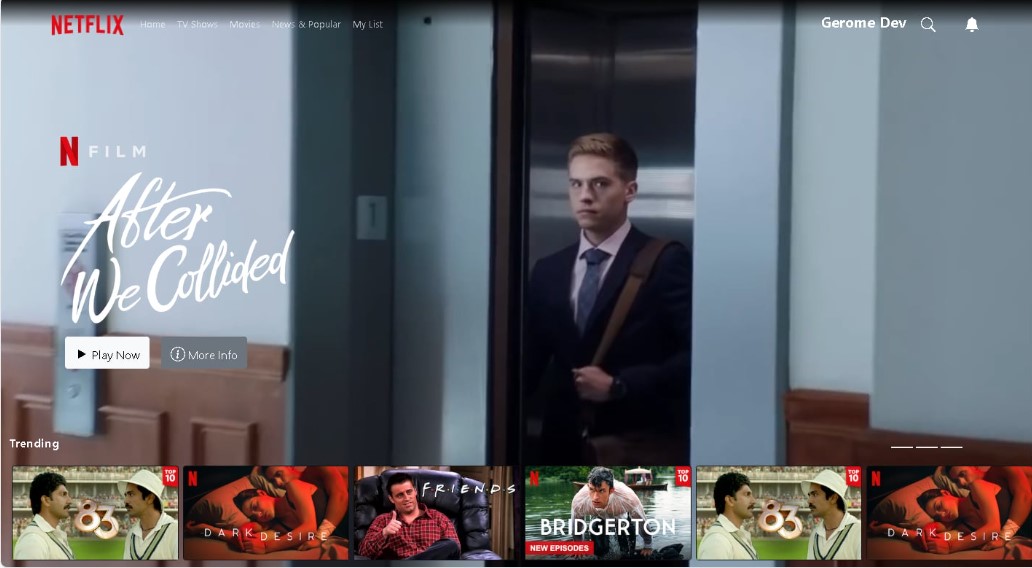 NETFLIX Home TV Shows Movies News & Popular My List Gerome Dev
N FILM
After
We Collided
1
Play Now More Info
Trending
TOP 10
83
N
DARK DESIRE
F·R·I·E·N·D·S
N
TOP 10
BRIDGERTON
NEW EPISODES
TOP 10
83
N
DARK DESIRE